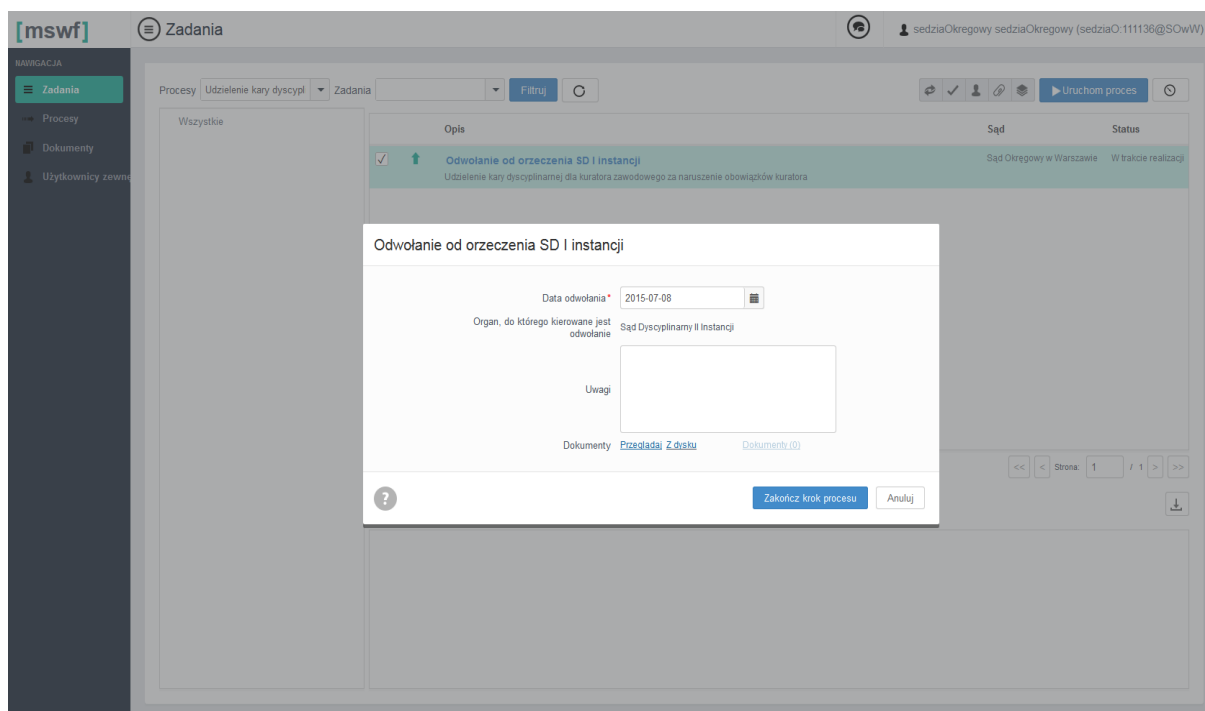 [mswf]
Zadania
sedziaOkregowy sedziaOkregowy (sedziaO:111136@SOwW)
NAWIGACJA
Zadania
Procesy
Dokumenty
Użytkownicy zewnę
Procesy Udzielenie kary dyscypl Zadania Filtruj Uruchom proces
Wszystkie
Opis Sąd Status
Odwołanie od orzeczenia SD I instancji Sąd Okręgowy w Warszawie W trakcie realizacji
Udzielenie kary dyscyplinarnej dla kuratora zawodowego za naruszenie obowiązków kuratora
Odwołanie od orzeczenia SD I instancji
Data odwołania* 2015-07-08
Organ, do którego kierowane jest
odwołanie Sąd Dyscyplinarny II Instancji
Uwagi
Dokumenty Przeglądaj Z dysku Dokumenty (0)
<< < Strona: 1 / 1 > >>
? Zakończ krok procesu Anuluj